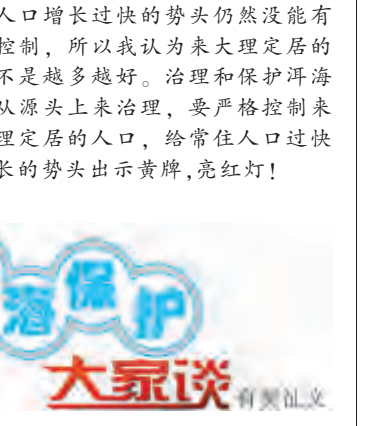 人口增长过快的势头仍然没能有
控制，所以我认为来大理定居的
不是越多越好。治理和保护洱海
从源头上来治理，要严格控制来
理定居的人口，给常住人口过快
长的势头出示黄牌,亮红灯!
海保护
大家谈
有奖征文